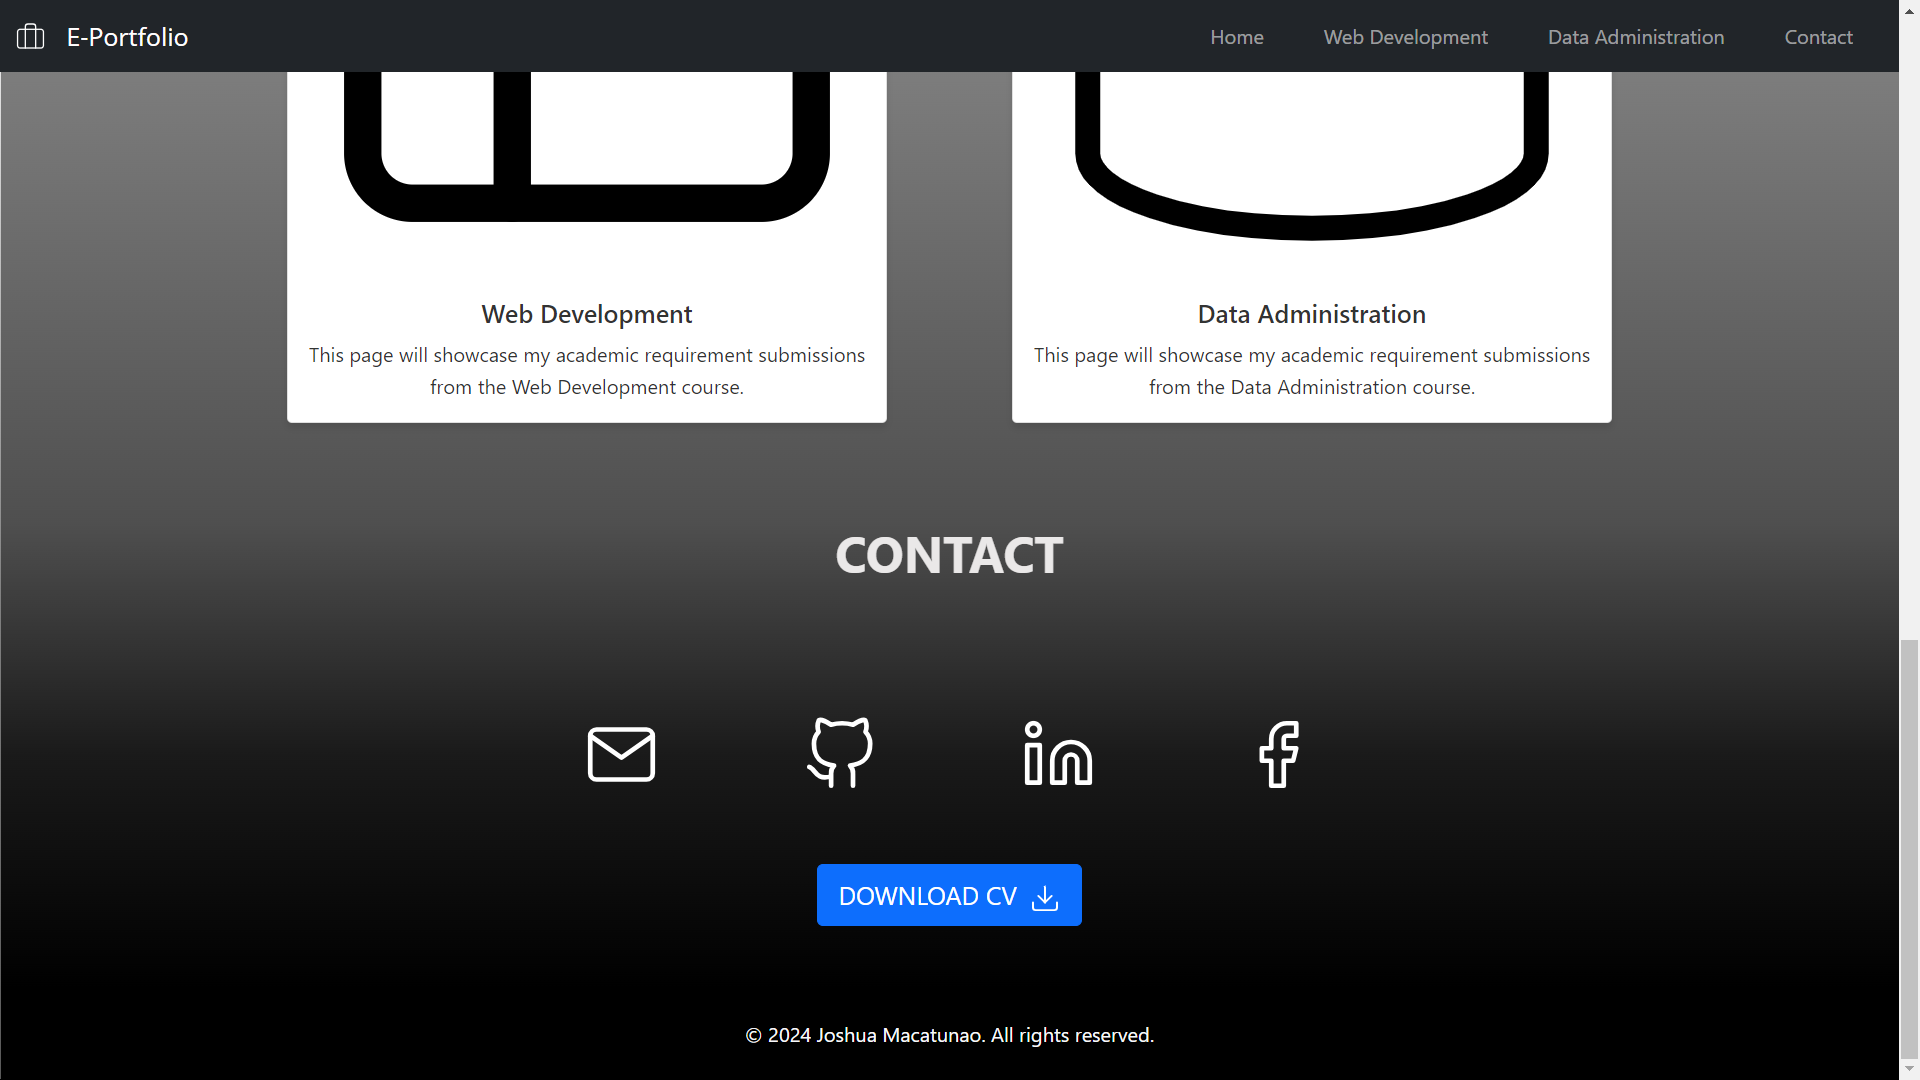 E-Portfolio
Home
Web Development
Data Administration
Contact
Web Development
This page will showcase my academic requirement submissions
from the Web Development course.
Data Administration
This page will showcase my academic requirement submissions
from the Data Administration course.
CONTACT
DOWNLOAD CV
© 2024 Joshua Macatunao. All rights reserved.